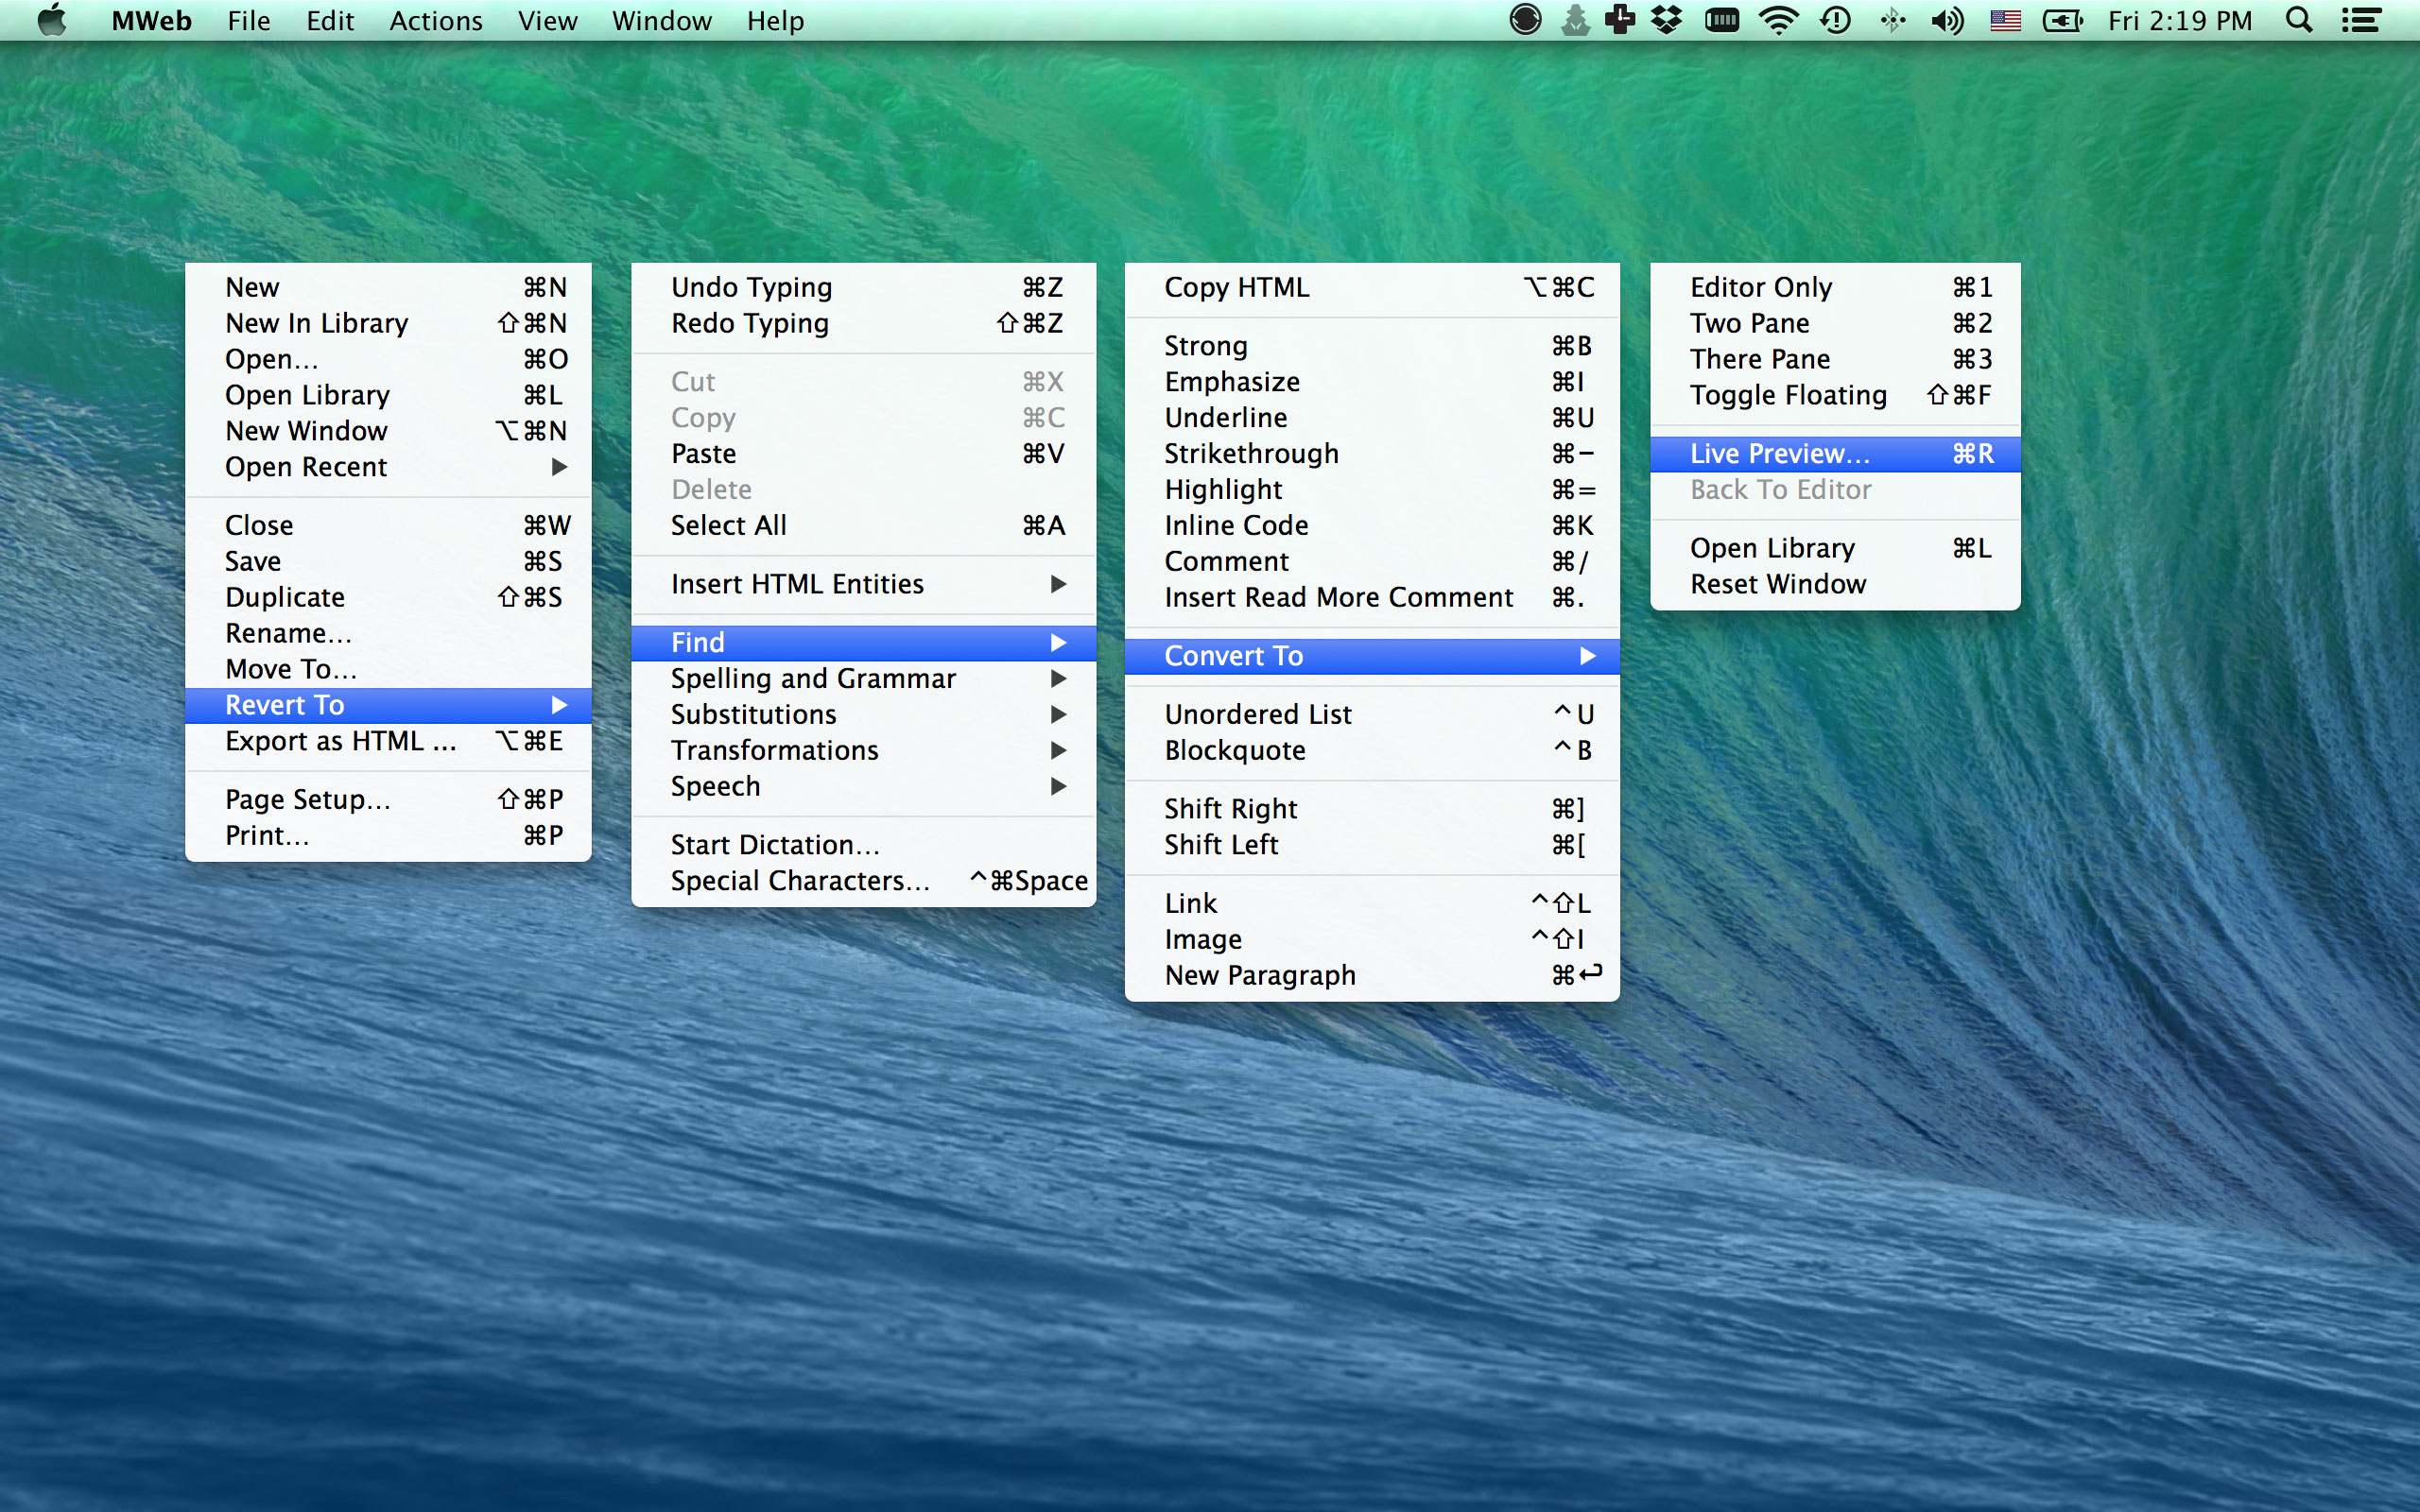 MWeb File Edit Actions View Window Help Fri 2:19 PM
New ⌘N
New In Library ⇧⌘N
Open… ⌘O
Open Library ⌘L
New Window ⌥⌘N
Open Recent ▶
Close ⌘W
Save ⌘S
Duplicate ⇧⌘S
Rename…
Move To…
Revert To ▶
Export as HTML ... ⌥⌘E
Page Setup… ⇧⌘P
Print… ⌘P
Undo Typing ⌘Z
Redo Typing ⇧⌘Z
Cut ⌘X
Copy ⌘C
Paste ⌘V
Delete
Select All ⌘A
Insert HTML Entities ▶
Find ▶
Spelling and Grammar ▶
Substitutions ▶
Transformations ▶
Speech ▶
Start Dictation…
Special Characters… ^⌘Space
Copy HTML ⌥⌘C
Strong ⌘B
Emphasize ⌘I
Underline ⌘U
Strikethrough ⌘−
Highlight ⌘=
Inline Code ⌘K
Comment ⌘/
Insert Read More Comment ⌘.
Convert To ▶
Unordered List ^U
Blockquote ^B
Shift Right ⌘]
Shift Left ⌘[
Link ^⇧L
Image ^⇧I
New Paragraph ⌘↩
Editor Only ⌘1
Two Pane ⌘2
There Pane ⌘3
Toggle Floating ⇧⌘F
Live Preview… ⌘R
Back To Editor
Open Library ⌘L
Reset Window